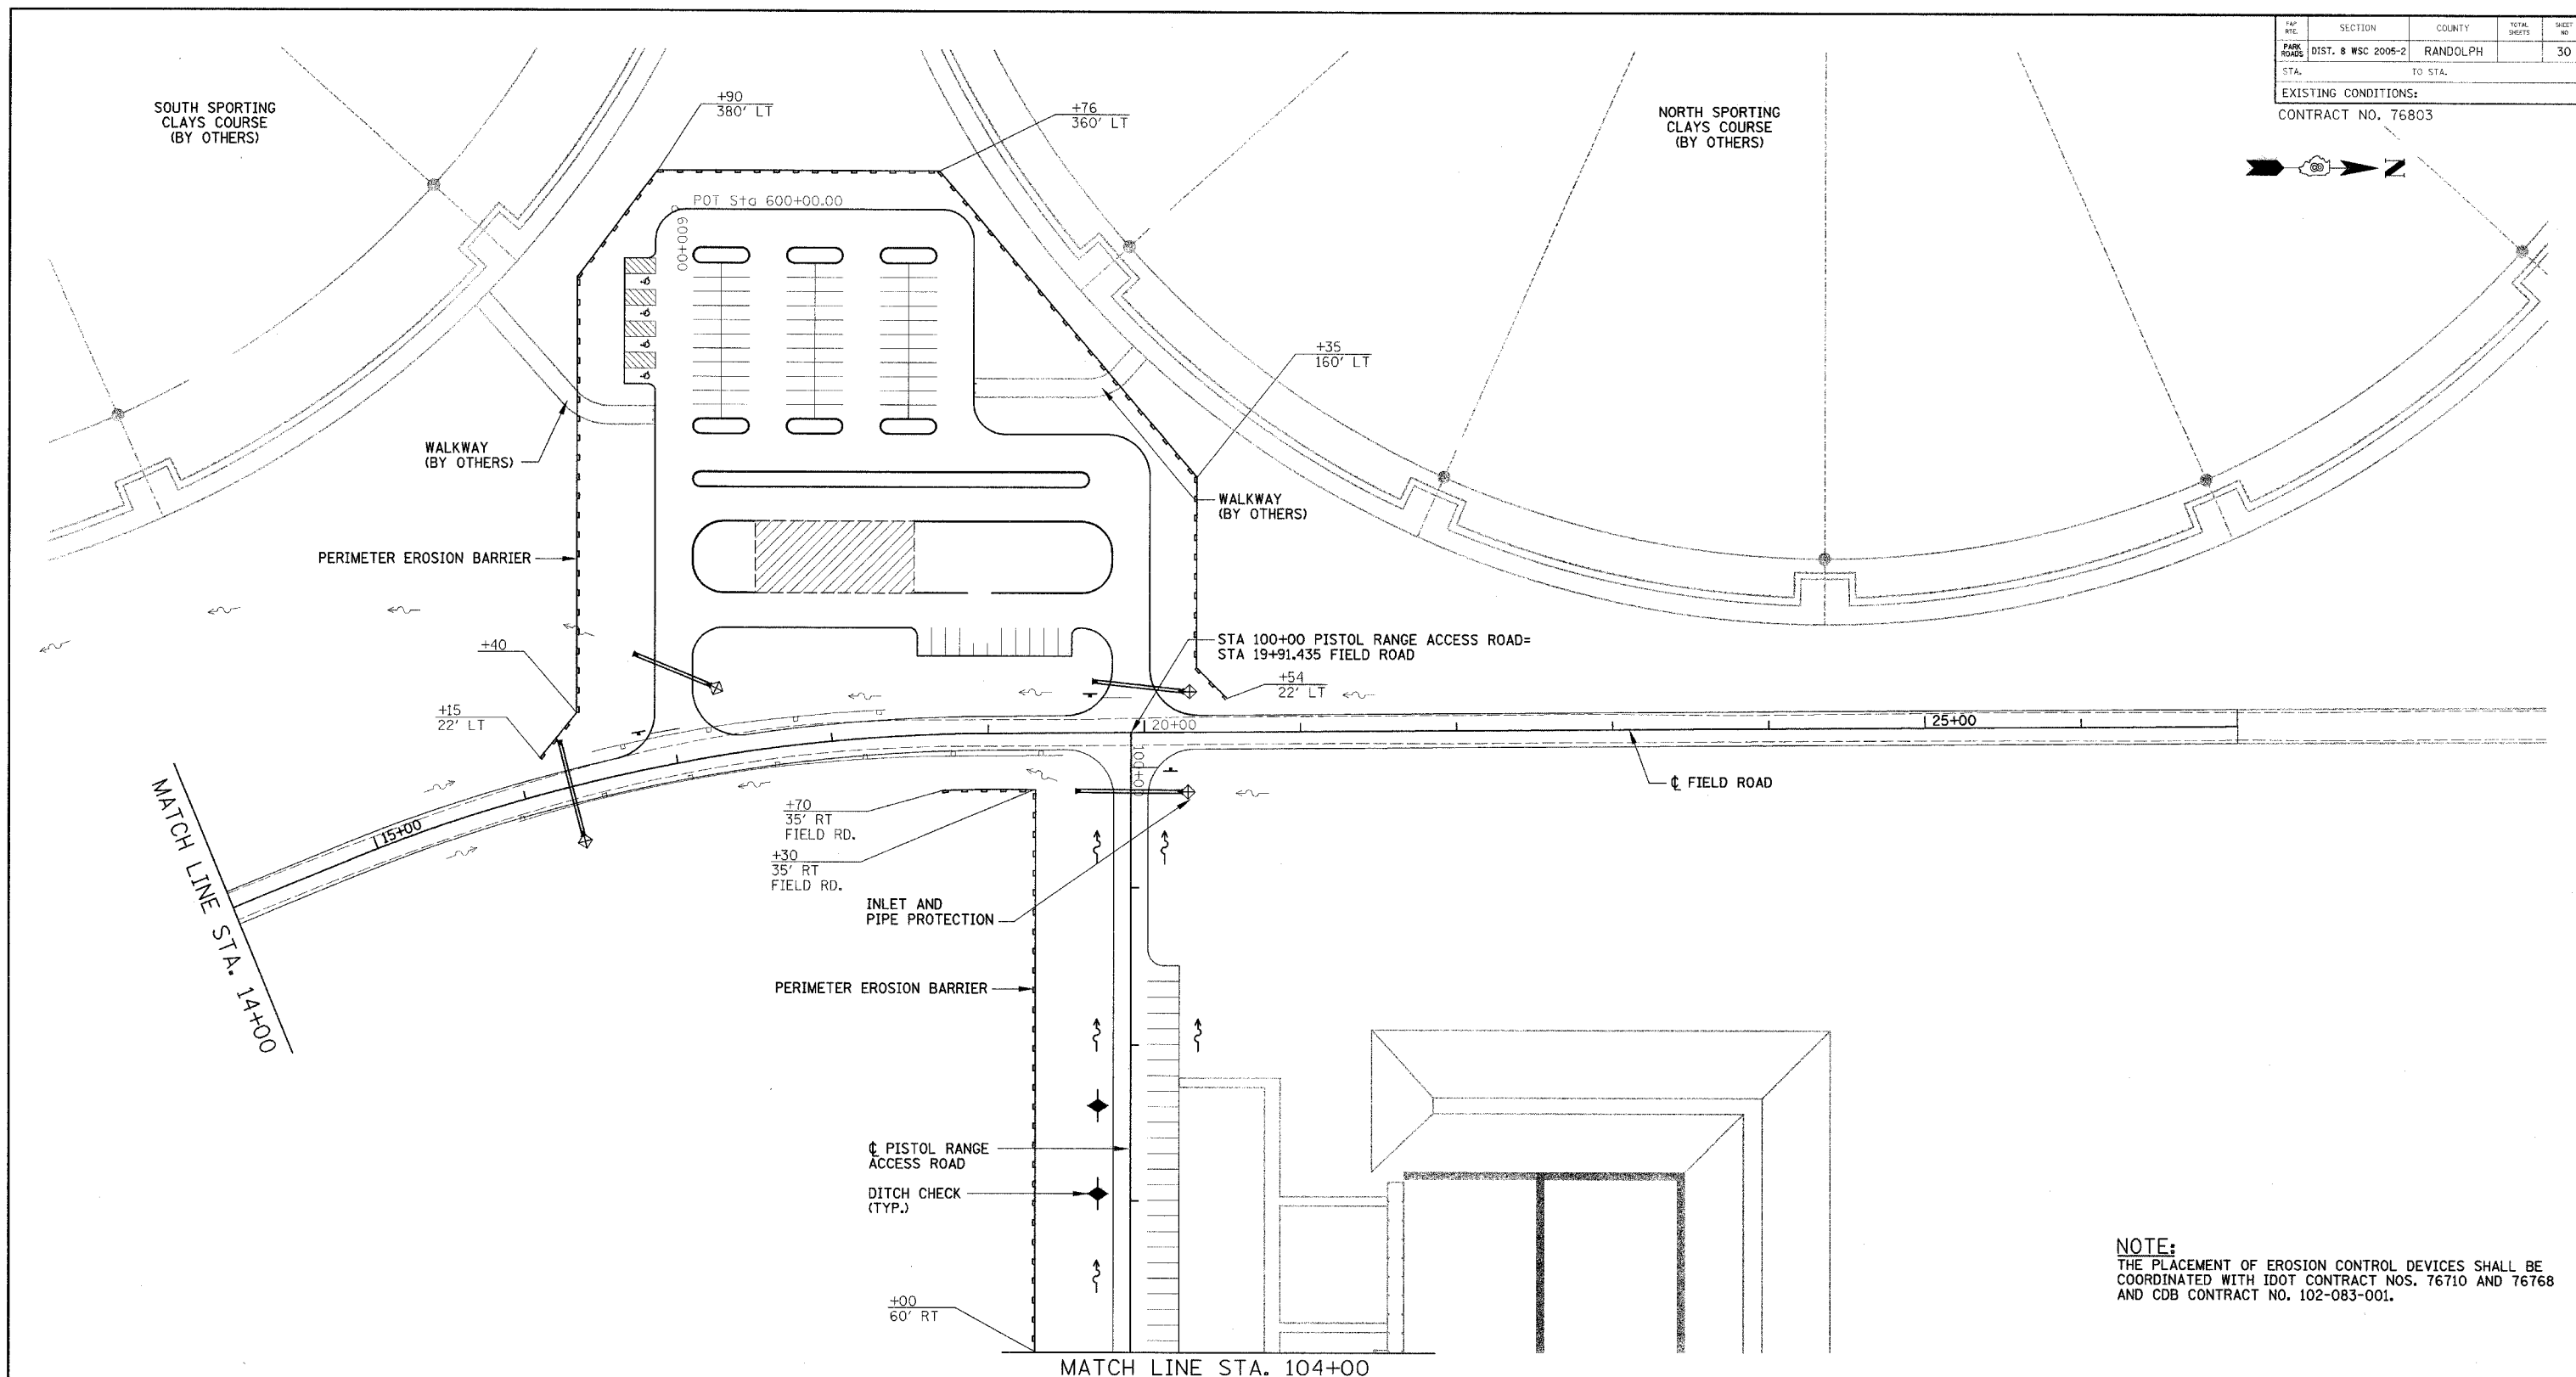 FAP RTE.
SECTION
COUNTY
TOTAL SHEETS
SHEET NO
PARK ROADS
DIST. 8 WSC 2005-2
RANDOLPH
30
STA.
TO STA.
EXISTING CONDITIONS:
CONTRACT NO. 76803
N
SOUTH SPORTING
CLAYS COURSE
(BY OTHERS)
+90
380' LT
+76
360' LT
NORTH SPORTING
CLAYS COURSE
(BY OTHERS)
POT Sta 600+00.00
600+00
+35
160' LT
WALKWAY
(BY OTHERS)
WALKWAY
(BY OTHERS)
PERIMETER EROSION BARRIER
STA 100+00 PISTOL RANGE ACCESS ROAD=
STA 19+91.435 FIELD ROAD
+40
+54
22' LT
+15
22' LT
20+00
25+00
100+00
℄ FIELD ROAD
15+00
MATCH LINE STA. 14+00
+70
35' RT
FIELD RD.
+30
35' RT
FIELD RD.
INLET AND
PIPE PROTECTION
PERIMETER EROSION BARRIER
℄ PISTOL RANGE
ACCESS ROAD
DITCH CHECK
(TYP.)
+00
60' RT
MATCH LINE STA. 104+00
NOTE:
THE PLACEMENT OF EROSION CONTROL DEVICES SHALL BE
COORDINATED WITH IDOT CONTRACT NOS. 76710 AND 76768
AND CDB CONTRACT NO. 102-083-001.